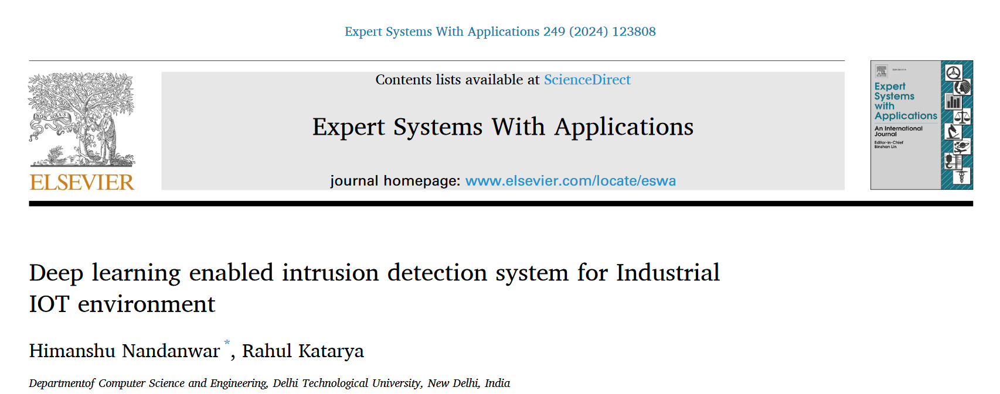 Expert Systems With Applications 249 (2024) 123808
Contents lists available at ScienceDirect
Expert Systems With Applications
journal homepage: www.elsevier.com/locate/eswa
NON SOLUS
ELSEVIER
ELSEVIER
Expert
Systems
with
Applications
An International
Journal
Editor-in-Chief
Binshan Lin
Deep learning enabled intrusion detection system for Industrial
IOT environment
Himanshu Nandanwar *, Rahul Katarya
Departmentof Computer Science and Engineering, Delhi Technological University, New Delhi, India